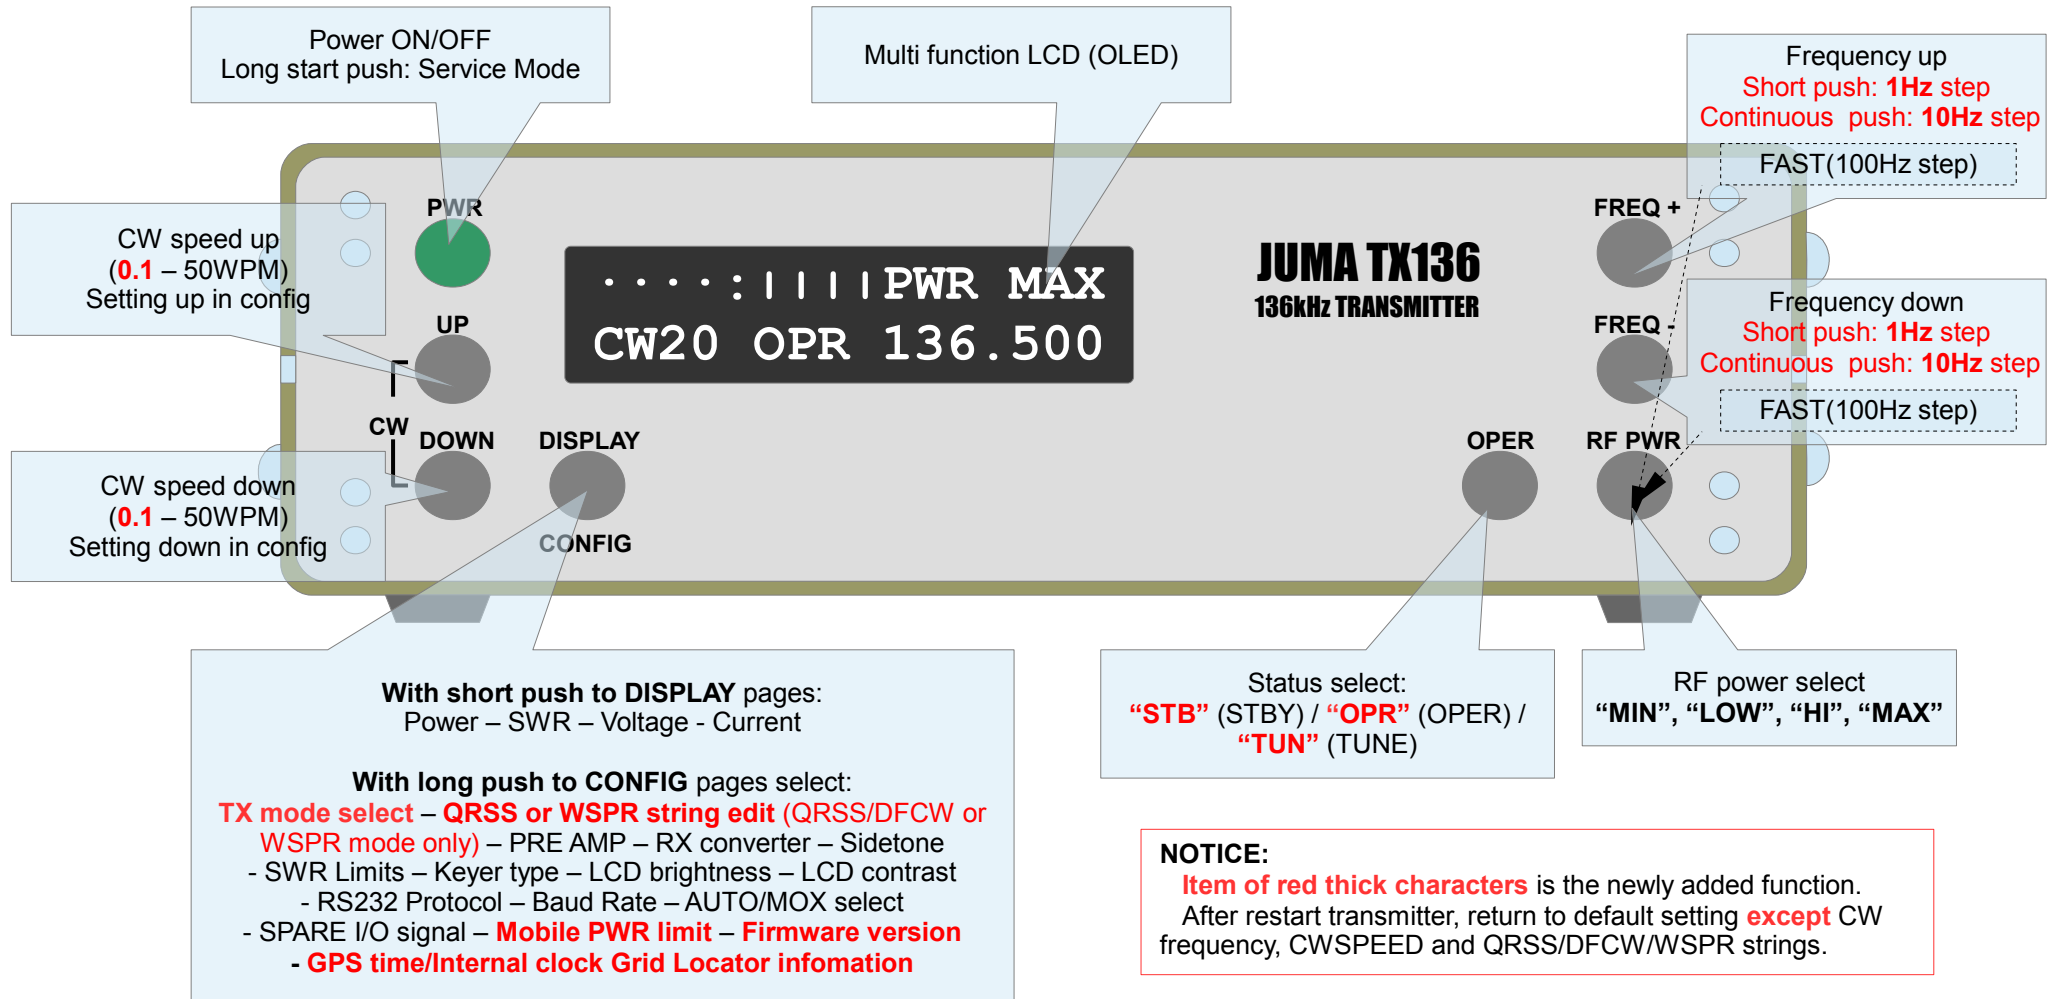 Power ON/OFF
Long start push: Service Mode
Multi function LCD (OLED)
Frequency up
Short push: 1Hz step
Continuous  push: 10Hz step
FAST(100Hz step)
CW speed up
(0.1 – 50WPM)
Setting up in config
PWR
FREQ +
· · · · : | | | | PWR MAX
CW20 OPR 136.500
JUMA TX136
136kHz TRANSMITTER
UP
FREQ -
Frequency down
Short push: 1Hz step
Continuous  push: 10Hz step
FAST(100Hz step)
CW
DOWN
DISPLAY
OPER
RF PWR
CW speed down
(0.1 – 50WPM)
Setting down in config
CONFIG
With short push to DISPLAY pages:
Power – SWR – Voltage - Current
With long push to CONFIG pages select:
TX mode select – QRSS or WSPR string edit (QRSS/DFCW or
WSPR mode only) – PRE AMP – RX converter – Sidetone
- SWR Limits – Keyer type – LCD brightness – LCD contrast
- RS232 Protocol – Baud Rate – AUTO/MOX select
- SPARE I/O signal – Mobile PWR limit – Firmware version
- GPS time/Internal clock Grid Locator infomation
Status select:
“STB” (STBY) / “OPR” (OPER) /
“TUN” (TUNE)
RF power select
“MIN”, “LOW”, “HI”, “MAX”
NOTICE:
Item of red thick characters is the newly added function.
After restart transmitter, return to default setting except CW
frequency, CWSPEED and QRSS/DFCW/WSPR strings.